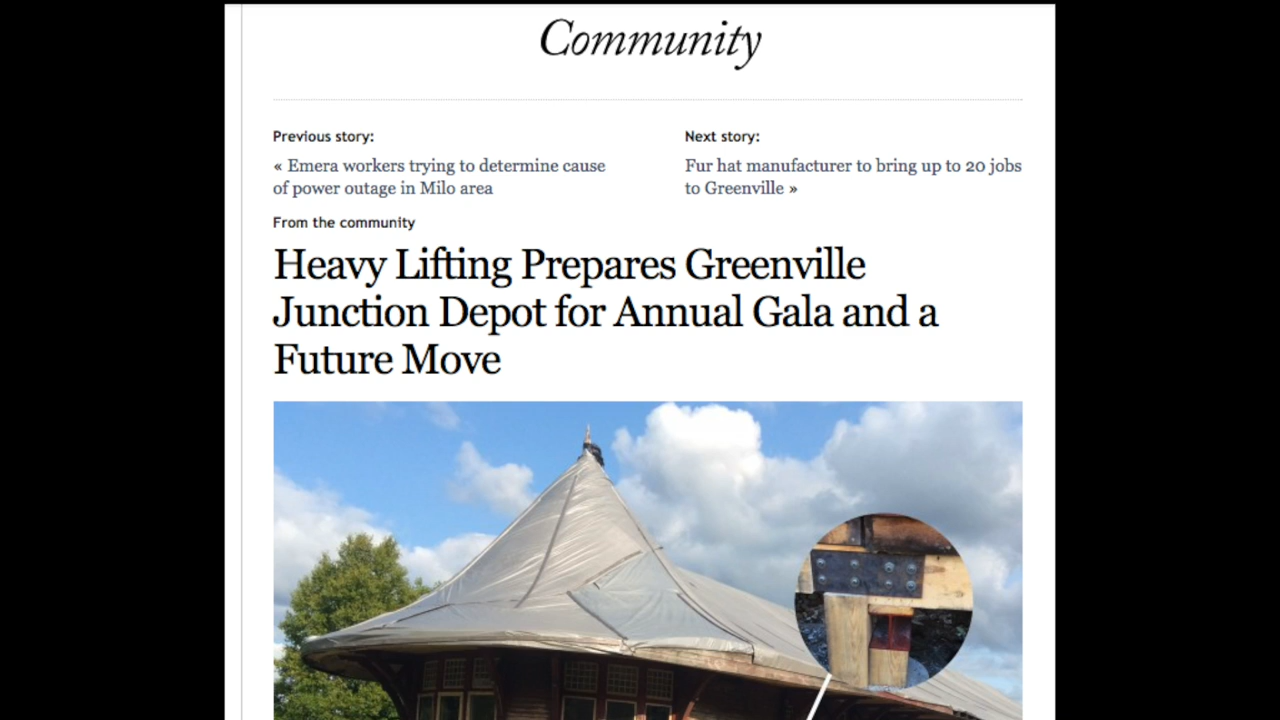 Community
Previous story:
« Emera workers trying to determine cause
of power outage in Milo area
Next story:
Fur hat manufacturer to bring up to 20 jobs
to Greenville »
From the community
Heavy Lifting Prepares Greenville
Junction Depot for Annual Gala and a
Future Move